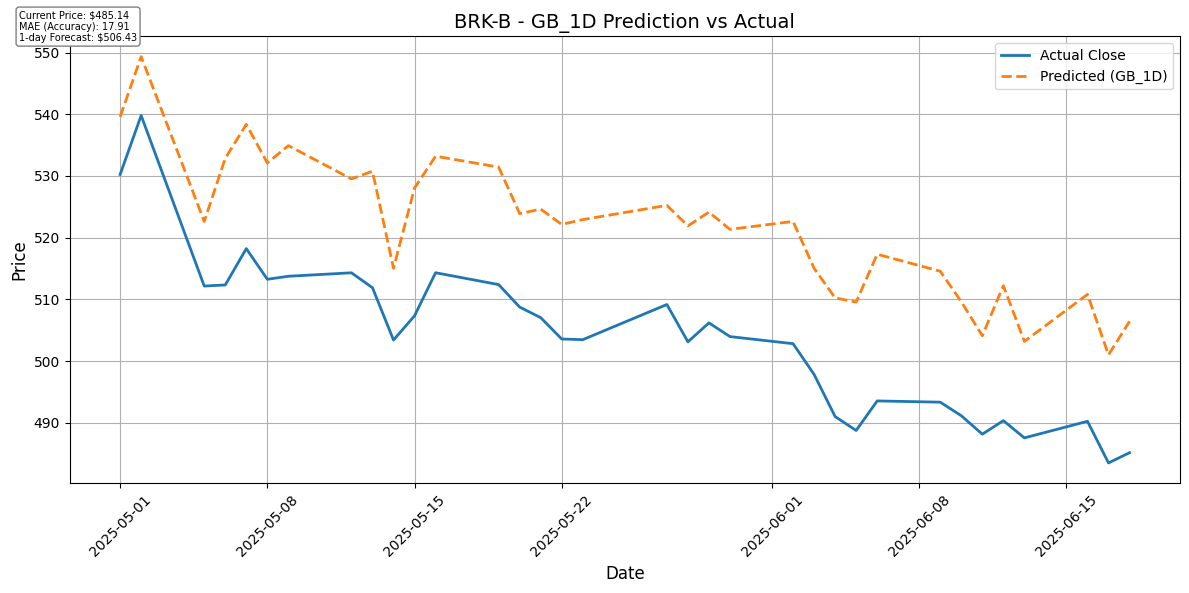 BRK-B - GB_1D Prediction vs Actual
Current Price: $485.14
MAE (Accuracy): 17.91
1-day Forecast: $506.43
Actual Close
Predicted (GB_1D)
Price
550
540
530
520
510
500
490
2025-05-01
2025-05-08
2025-05-15
2025-05-22
2025-06-01
2025-06-08
2025-06-15
Date